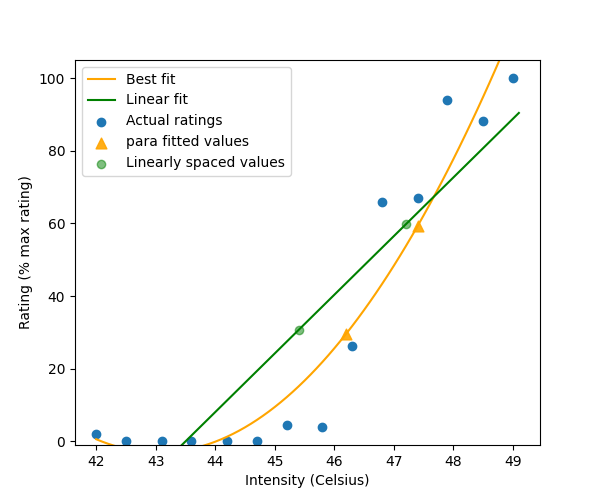 Best fit
Linear fit
Actual ratings
para fitted values
Linearly spaced values
100
80
60
40
20
0
Rating (% max rating)
42 43 44 45 46 47 48 49
Intensity (Celsius)